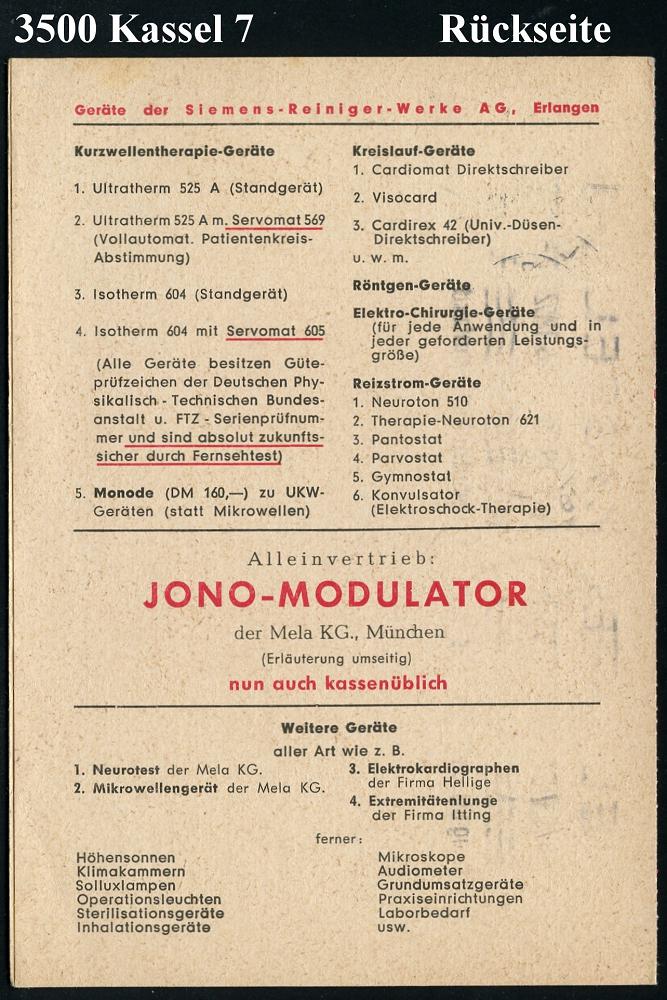 3500 Kassel 7
Rückseite
Geräte der Siemens-Reiniger-Werke AG, Erlangen
Kurzwellentherapie-Geräte
1. Ultratherm 525 A (Standgerät)
2. Ultratherm 525 A m. Servomat 569
(Vollautomat. Patientenkreis-
Abstimmung)
3. Isotherm 604 (Standgerät)
4. Isotherm 604 mit Servomat 605
(Alle Geräte besitzen Güte-
prüfzeichen der Deutschen Phy-
sikalisch - Technischen Bundes-
anstalt u. FTZ - Serienprüfnum-
mer und sind absolut zukunfts-
sicher durch Fernsehtest)
5. Monode (DM 160,—) zu UKW-
Geräten (statt Mikrowellen)
Kreislauf-Geräte
1. Cardiomat Direktschreiber
2. Visocard
3. Cardirex 42 (Univ.-Düsen-
Direktschreiber)
u. w. m.
Röntgen-Geräte
Elektro-Chirurgie-Geräte
(für jede Anwendung und in
jeder geforderten Leistungs-
größe)
Reizstrom-Geräte
1. Neuroton 510
2. Therapie-Neuroton 621
3. Pantostat
4. Parvostat
5. Gymnostat
6. Konvulsator
(Elektroschock-Therapie)
Alleinvertrieb:
JONO-MODULATOR
der Mela KG., München
(Erläuterung umseitig)
nun auch kassenüblich
Weitere Geräte
aller Art wie z. B.
1. Neurotest der Mela KG.
2. Mikrowellengerät der Mela KG.
3. Elektrokardiographen
der Firma Hellige
4. Extremitätenlunge
der Firma Itting
ferner:
Höhensonnen
Klimakammern
Solluxlampen
Operationsleuchten
Sterilisationsgeräte
Inhalationsgeräte
Mikroskope
Audiometer
Grundumsatzgeräte
Praxiseinrichtungen
Laborbedarf
usw.